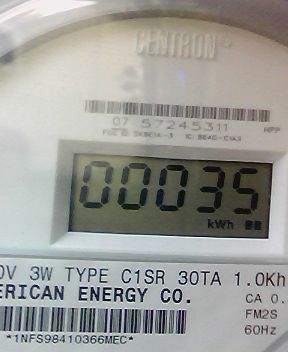 CENTRON
07 57245311
HPP
00035
kWh
0V 3W TYPE C1SR 30TA 1.0Kh
ERICAN ENERGY CO.
CA 0.
FM2S
60Hz
*1NFS98410366MEC*